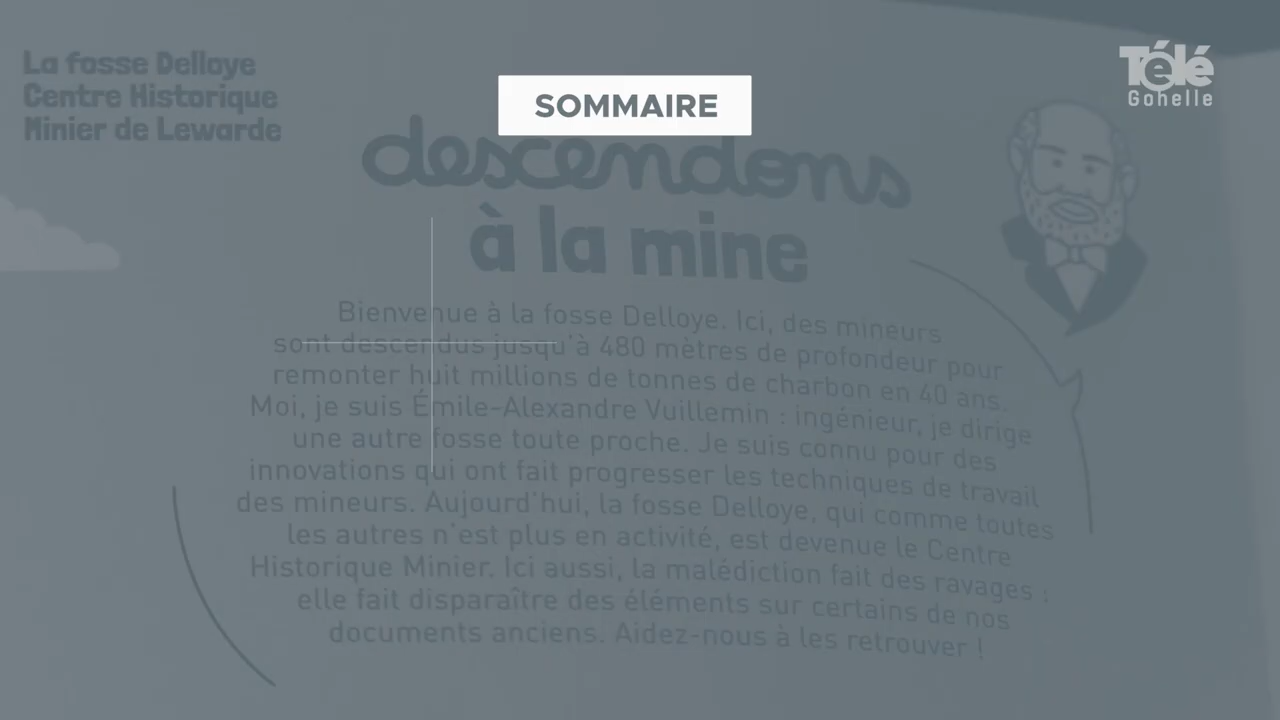 La fosse Delloye
Centre Historique
Minier de Lewarde
Télé
Gohelle
SOMMAIRE
descendons
à la mine
Bienvenue à la fosse Delloye. Ici, des mineurs
sont descendus jusqu'à 480 mètres de profondeur pour
remonter huit millions de tonnes de charbon en 40 ans.
Moi, je suis Émile-Alexandre Vuillemin : ingénieur, je dirige
une autre fosse toute proche. Je suis connu pour des
innovations qui ont fait progresser les techniques de travail
des mineurs. Aujourd'hui, la fosse Delloye, qui comme toutes
les autres n'est plus en activité, est devenue le Centre
Historique Minier. Ici aussi, la malédiction fait des ravages :
elle fait disparaître des éléments sur certains de nos
documents anciens. Aidez-nous à les retrouver !